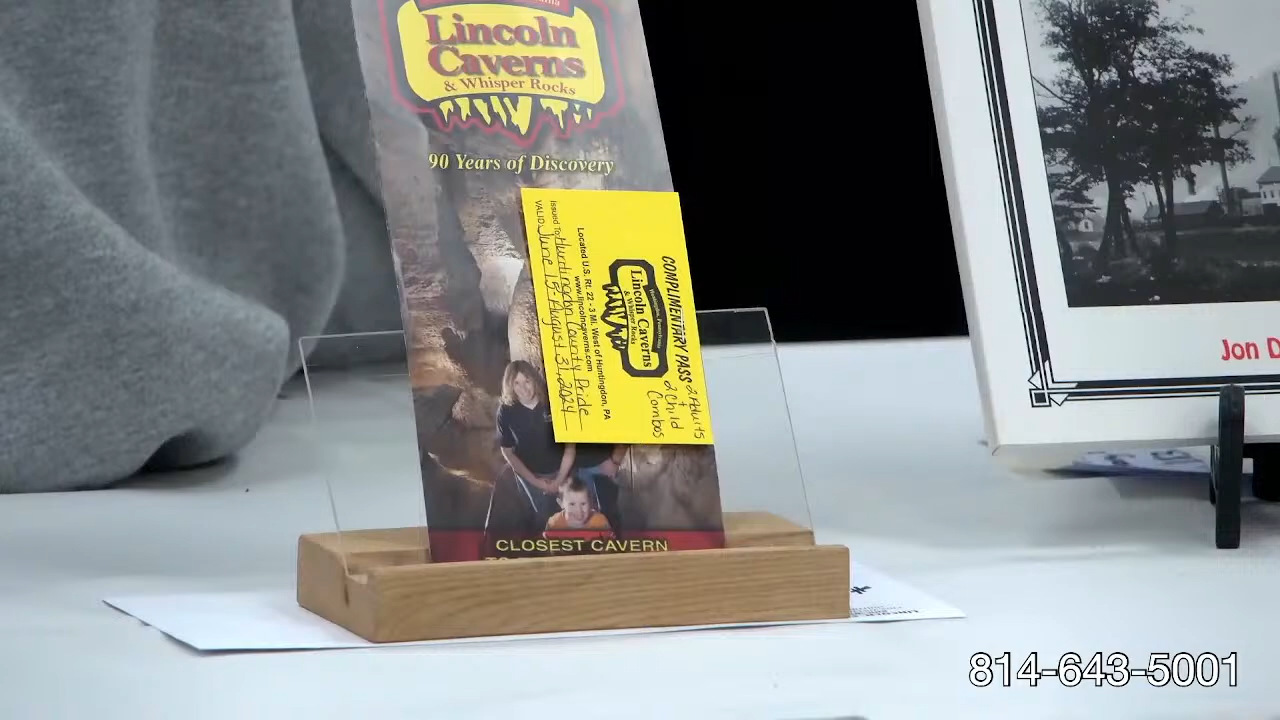 Lincoln
Caverns
& Whisper Rocks
90 Years of Discovery
COMPLIMENTARY PASS
2 Adults
+
2 Child
Combos
Huntingdon, Pennsylvania
Lincoln Caverns
& Whisper Rocks
Located U.S. Rt. 22 - 3 Mi. West of Huntingdon, PA
www.lincolncaverns.com
Issued To Huntingdon County Pride
VALID June 15-August 31, 2024
CLOSEST CAVERN
Jon D
814-643-5001